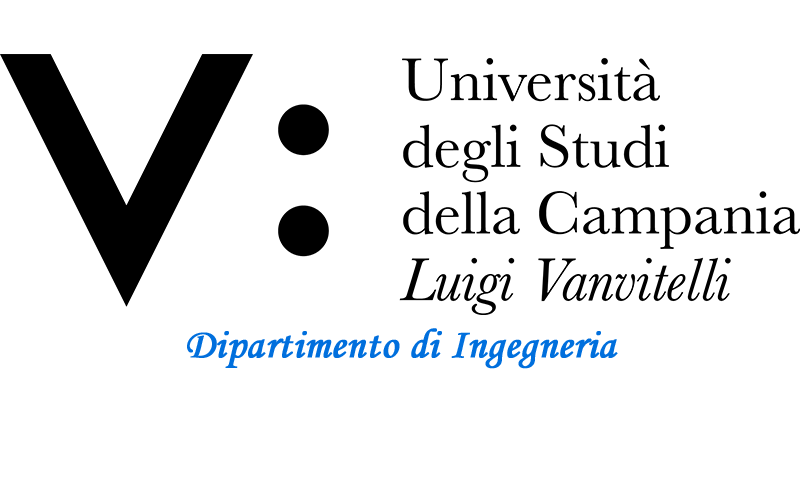 V:
Università
degli Studi
della Campania
Luigi Vanvitelli
Dipartimento di Ingegneria